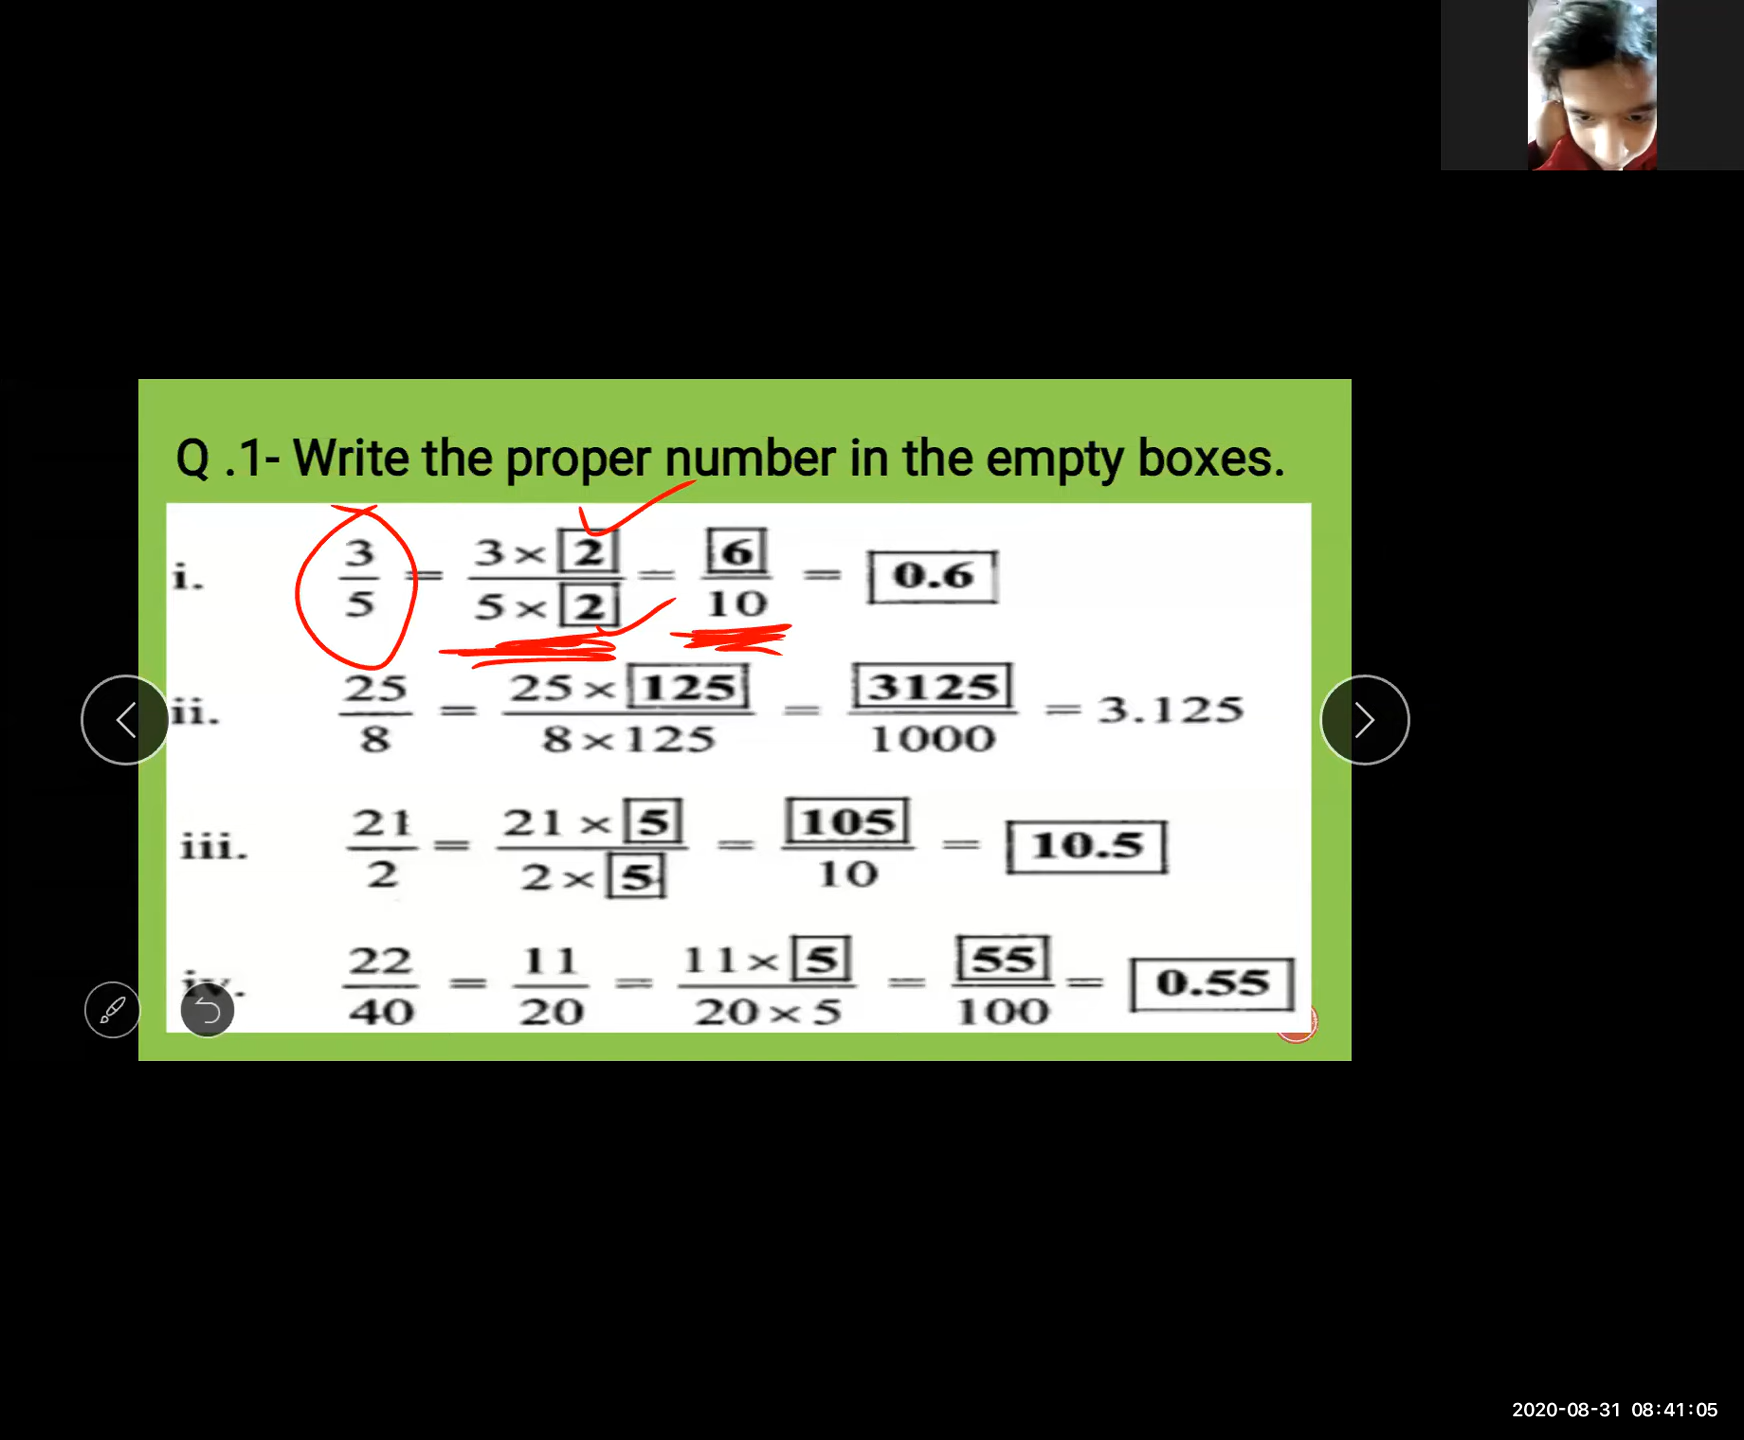 Q .1- Write the proper number in the empty boxes.
i. 3/5 = 3 × 2 / 5 × 2 = 6/10 = 0.6
ii. 25/8 = 25 × 125 / 8 × 125 = 3125/1000 = 3.125
iii. 21/2 = 21 × 5 / 2 × 5 = 105/10 = 10.5
iv. 22/40 = 11/20 = 11 × 5 / 20 × 5 = 55/100 = 0.55
2020-08-31 08:41:05